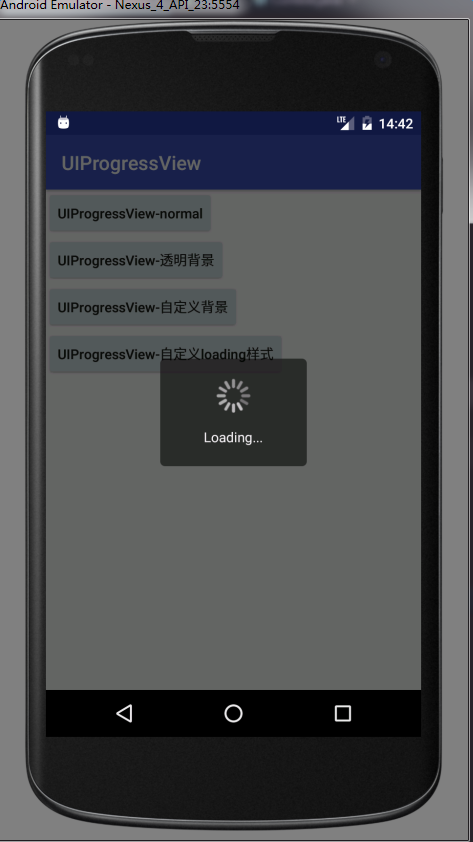 Android Emulator - Nexus_4_API_23:5554
LTE 14:42
UIProgressView
UIProgressView-normal
UIProgressView-透明背景
UIProgressView-自定义背景
UIProgressView-自定义loading样式
Loading...